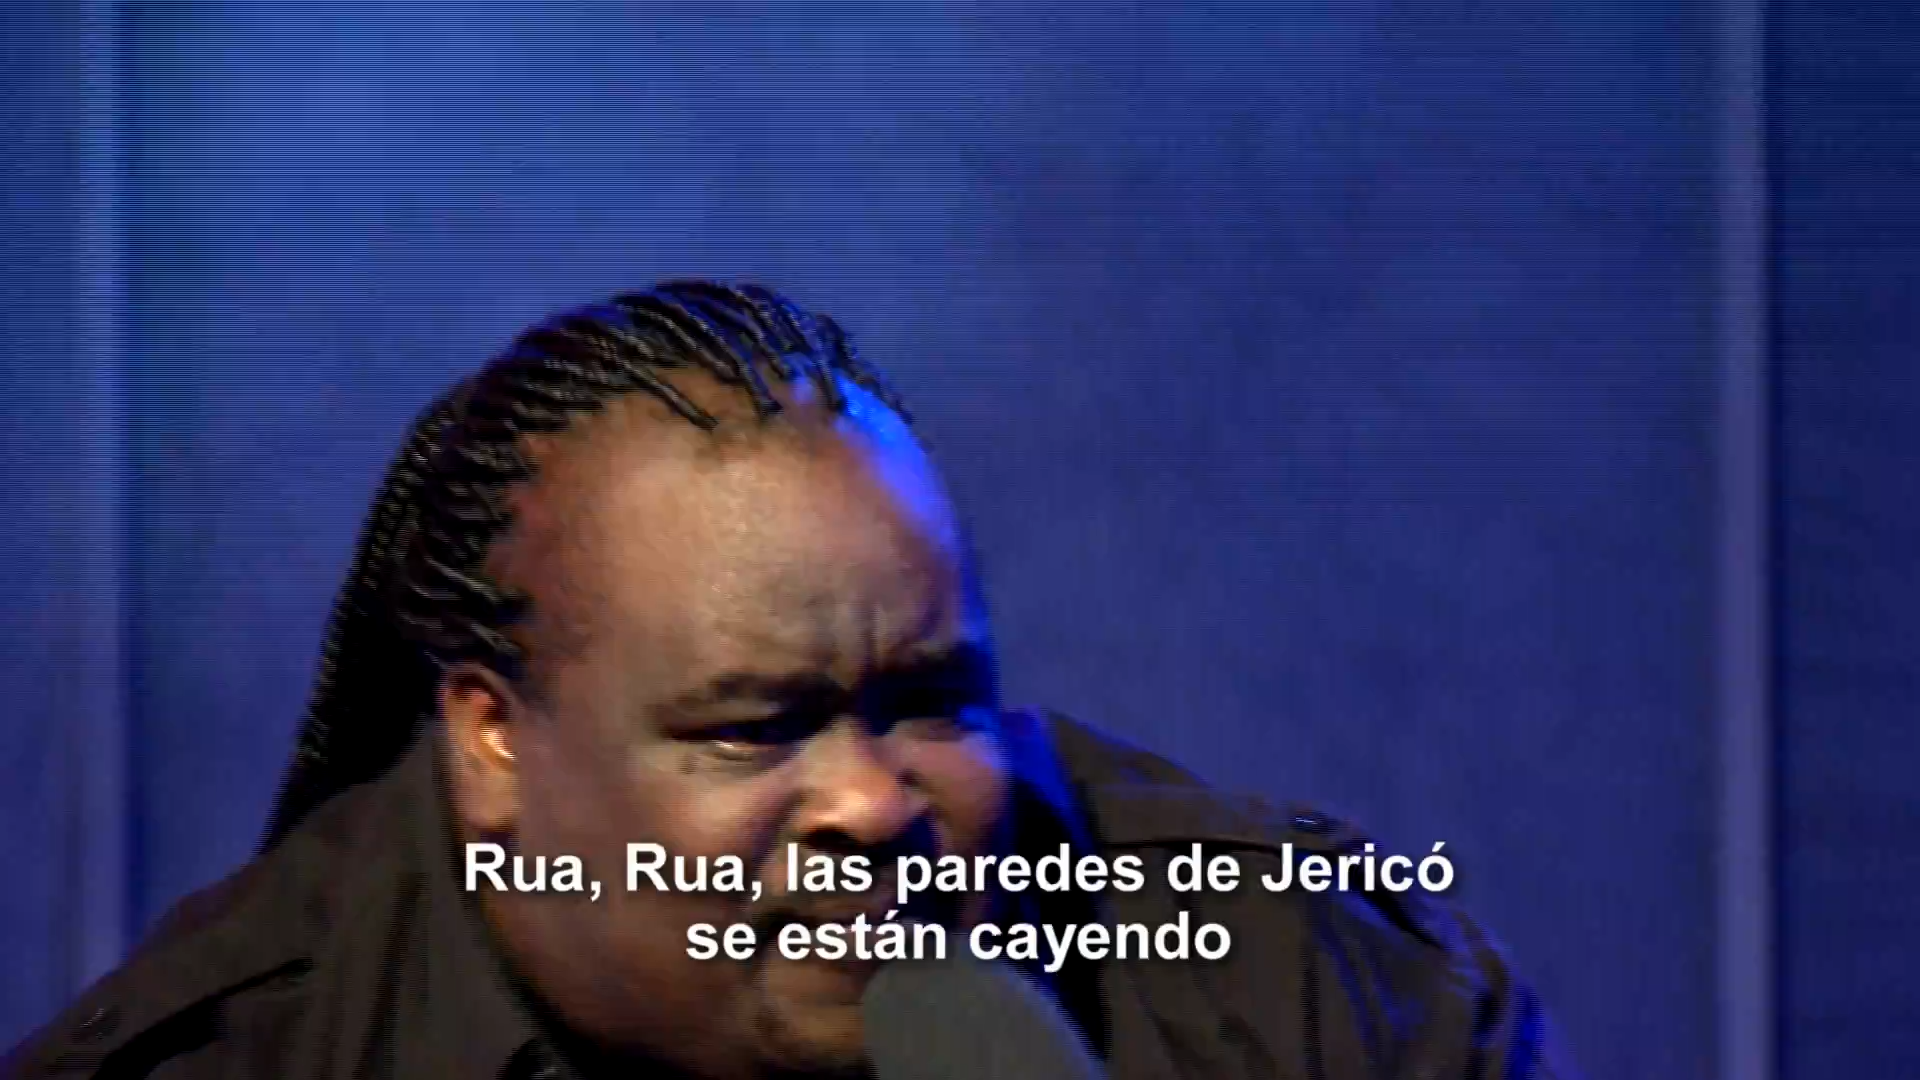 Rua, Rua, las paredes de Jericó
se están cayendo